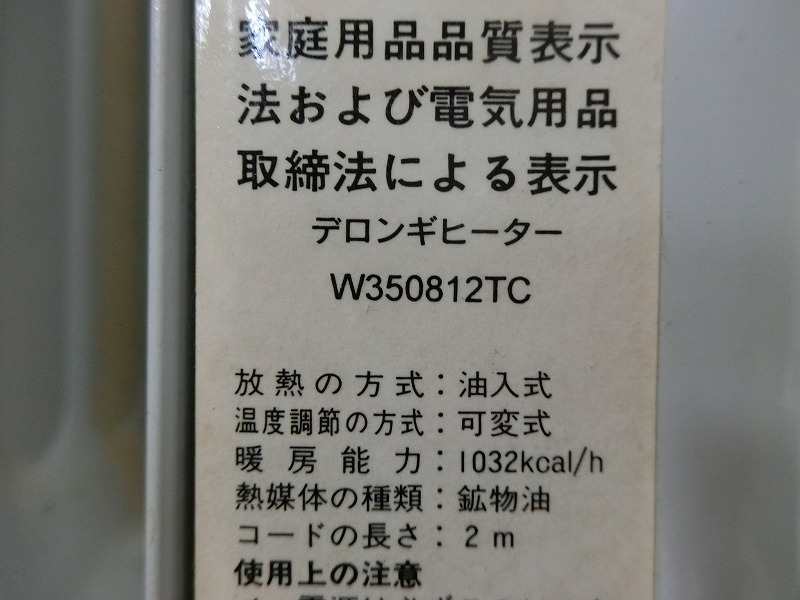 家庭用品品質表示
法および電気用品
取締法による表示
デロンギヒーター
W350812TC
放熱の方式：油入式
温度調節の方式：可変式
暖房能力：1032kcal/h
熱媒体の種類：鉱物油
コードの長さ：2m
使用上の注意